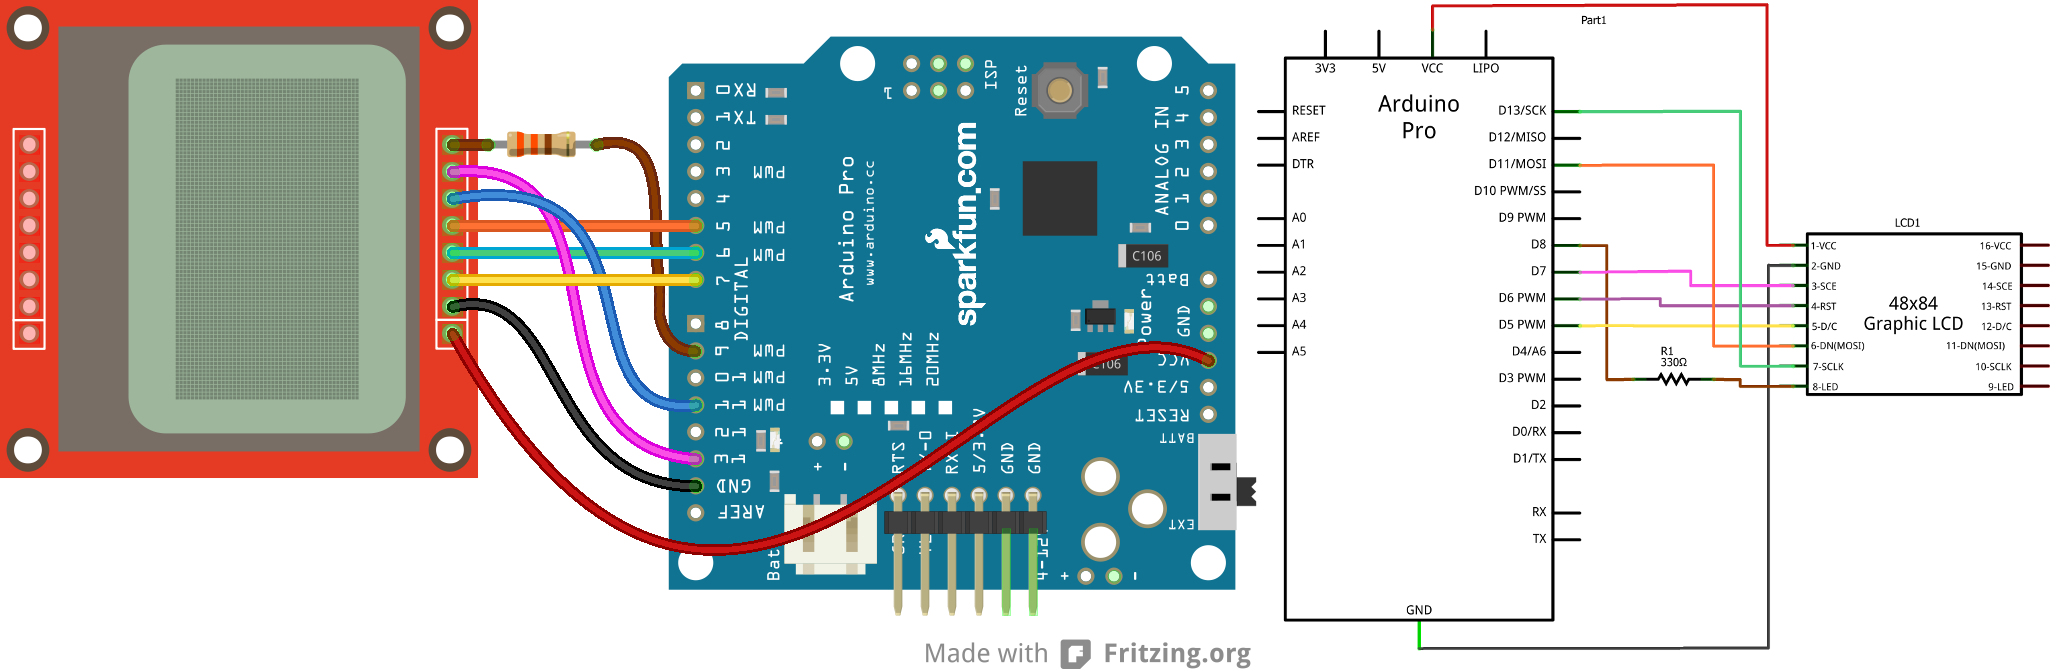 RX 0
TX 1
2
PWM 3
4
PWM 5
PWM 6
7
8
PWM 9
PWM 10
PWM 11
12
13
GND
AREF
DIGITAL
1
ISP
Reset
Arduino Pro
www.arduino.cc
sparkfun.com
3.3V
5V
8MHz
16MHz
20MHz
ANALOG IN
5
4
3
2
1
0
C106
Batt
Power
GND
VCC
C106
5/3.3V
RESET
BATT
EXT
+ -
RTS
GND
GND
+ -
Made with Fritzing.org
Part1
3V3
5V
VCC
LIPO
Arduino
Pro
RESET
AREF
DTR
A0
A1
A2
A3
A4
A5
D13/SCK
D12/MISO
D11/MOSI
D10 PWM/SS
D9 PWM
D8
D7
D6 PWM
D5 PWM
D4/A6
D3 PWM
D2
D0/RX
D1/TX
RX
TX
GND
R1
330Ω
LCD1
48x84
Graphic LCD
1-VCC
2-GND
3-SCE
4-RST
5-D/C
6-DN(MOSI)
7-SCLK
8-LED
16-VCC
15-GND
14-SCE
13-RST
12-D/C
11-DN(MOSI)
10-SCLK
9-LED